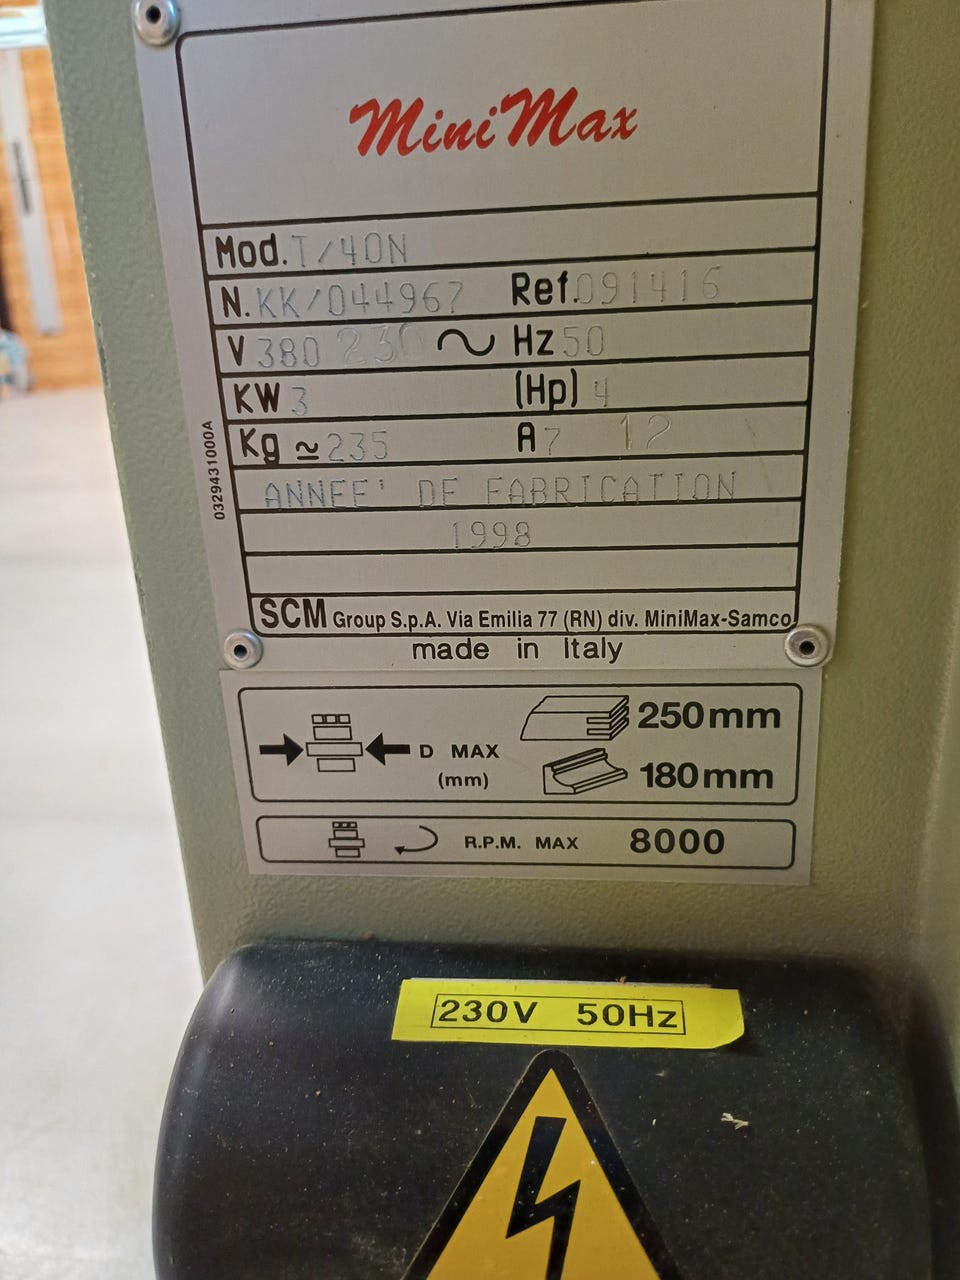 MiniMax
Mod. T/40N
N. KK/044967 Ref. 091416
V 380 230 ~ Hz 50
KW 3 (Hp) 4
Kg ≃ 235 A 7 12
ANNEE' DE FABRICATION
1998
SCM Group S.p.A. Via Emilia 77 (RN) div. MiniMax-Samco
made in Italy
0329431000A
D MAX (mm) 250mm
180mm
R.P.M. MAX 8000
230V 50Hz